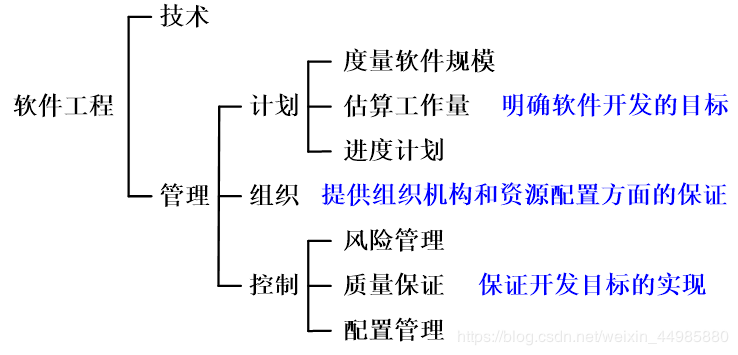 技术
度量软件规模
软件工程 计划 估算工作量 明确软件开发的目标
进度计划
管理 组织 提供组织机构和资源配置方面的保证
风险管理
控制 质量保证 保证开发目标的实现
配置管理
https://blog.csdn.net/weixin_44985880